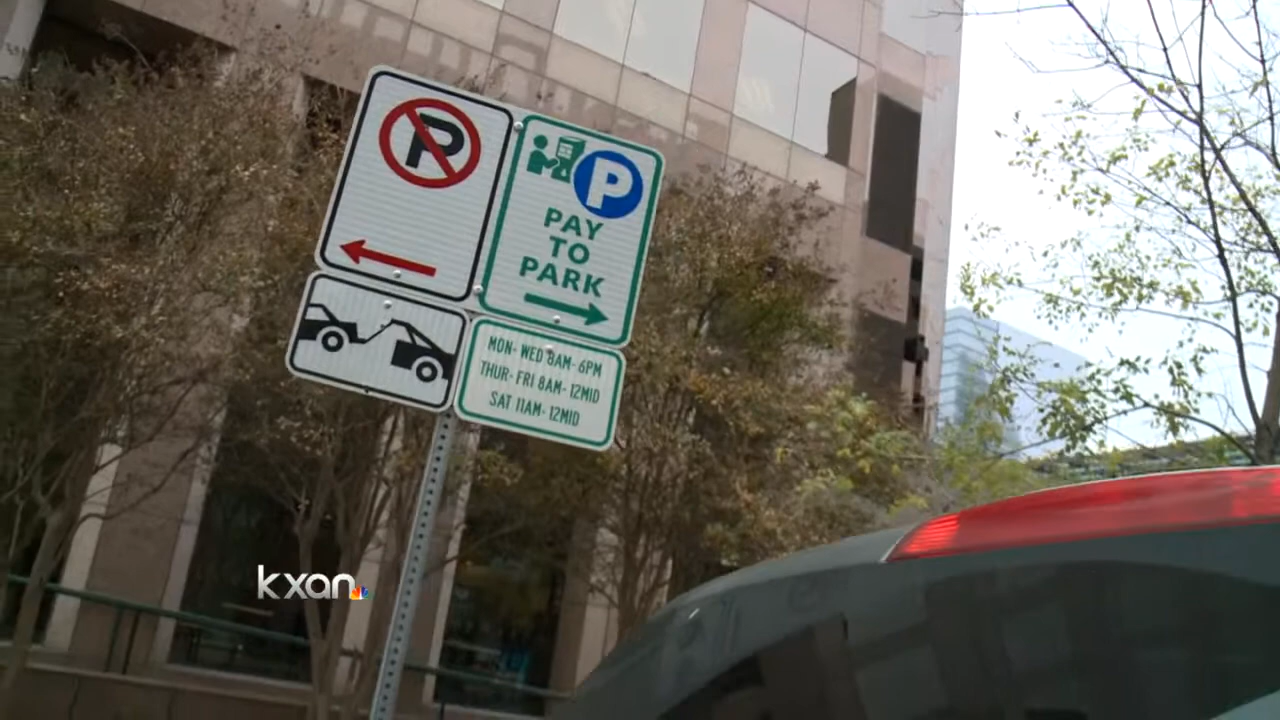 P
P
PAY
TO
PARK
MON- WED 8AM- 6PM
THUR- FRI 8AM- 12MID
SAT 11AM- 12MID
kxan